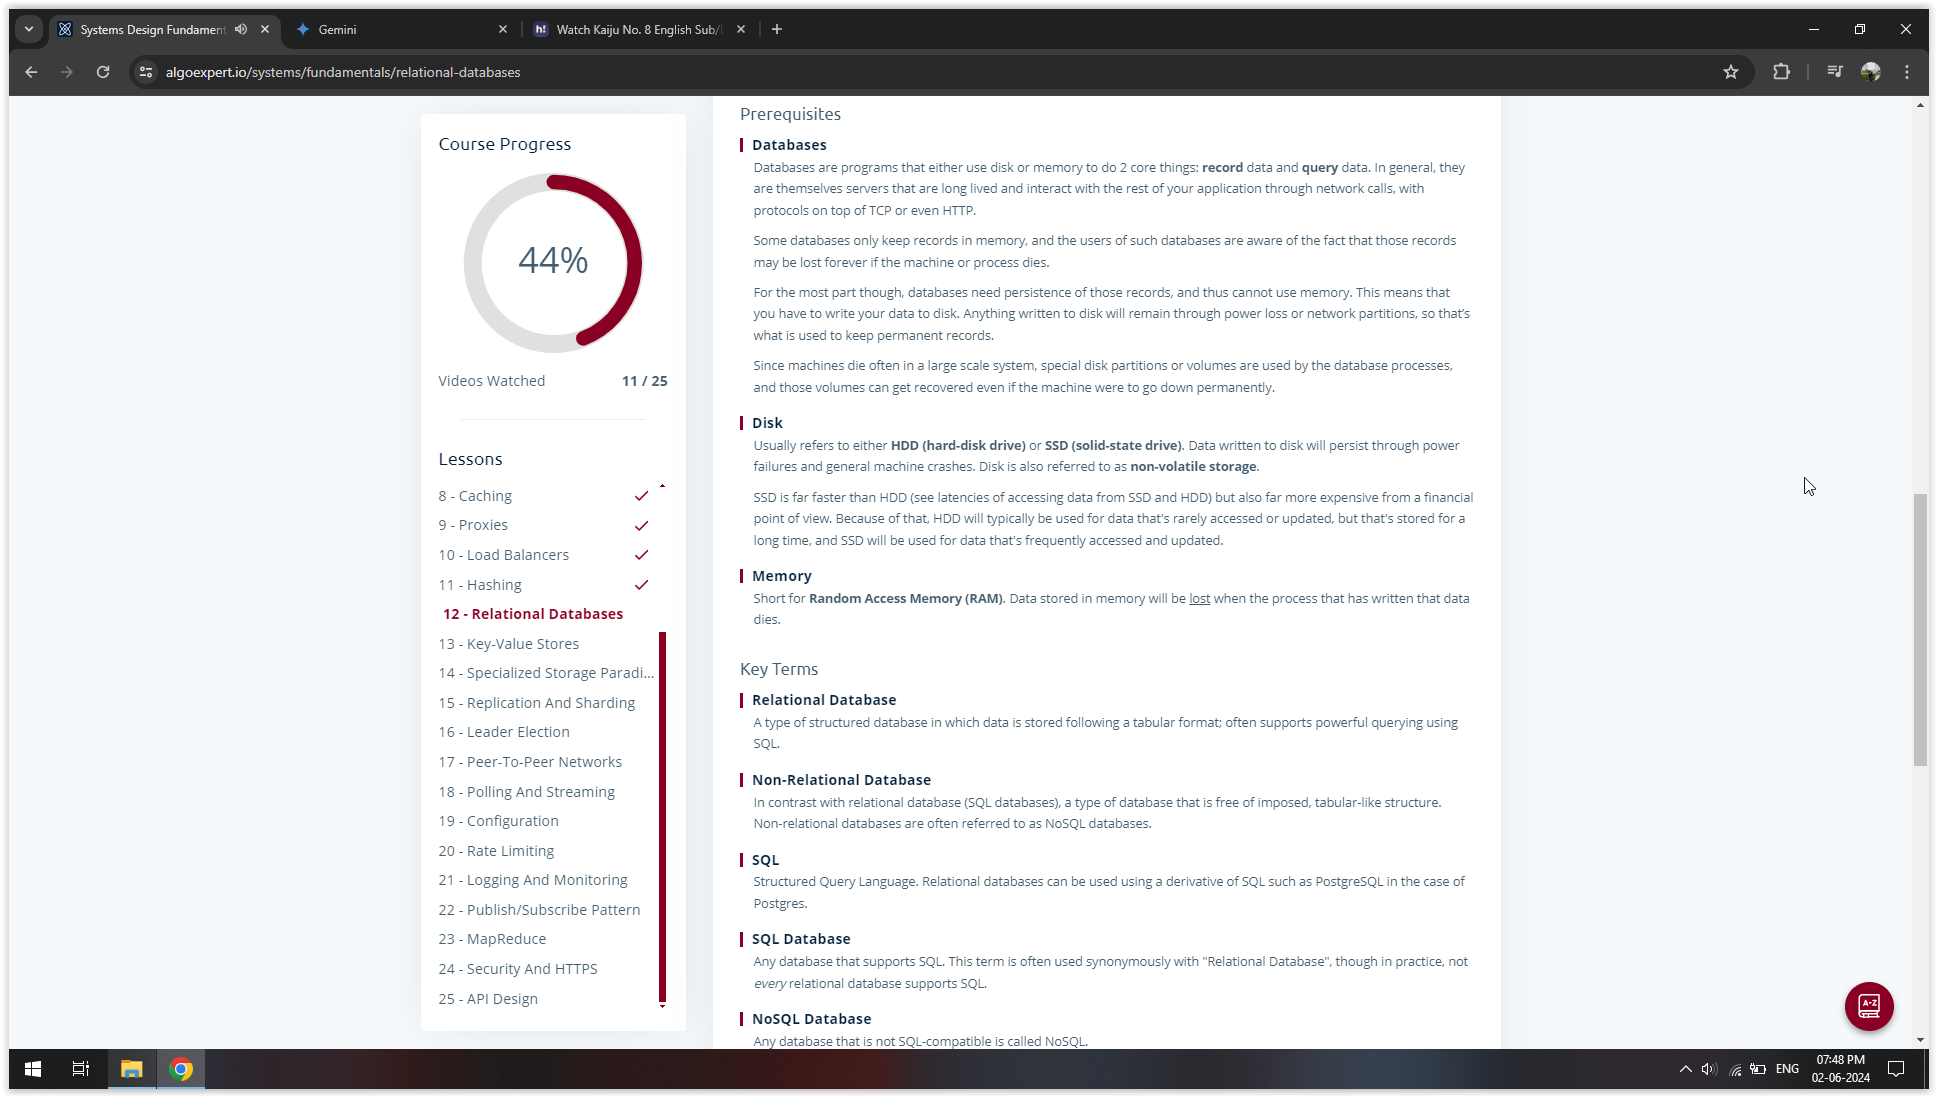 Systems Design Fundament
Gemini
h!
Watch Kaiju No. 8 English Sub/
algoexpert.io/systems/fundamentals/relational-databases
Course Progress
44%
Videos Watched 11 / 25
Lessons
8 - Caching
9 - Proxies
10 - Load Balancers
11 - Hashing
12 - Relational Databases
13 - Key-Value Stores
14 - Specialized Storage Paradi...
15 - Replication And Sharding
16 - Leader Election
17 - Peer-To-Peer Networks
18 - Polling And Streaming
19 - Configuration
20 - Rate Limiting
21 - Logging And Monitoring
22 - Publish/Subscribe Pattern
23 - MapReduce
24 - Security And HTTPS
25 - API Design
Prerequisites
Databases
Databases are programs that either use disk or memory to do 2 core things: record data and query data. In general, they
are themselves servers that are long lived and interact with the rest of your application through network calls, with
protocols on top of TCP or even HTTP.
Some databases only keep records in memory, and the users of such databases are aware of the fact that those records
may be lost forever if the machine or process dies.
For the most part though, databases need persistence of those records, and thus cannot use memory. This means that
you have to write your data to disk. Anything written to disk will remain through power loss or network partitions, so that's
what is used to keep permanent records.
Since machines die often in a large scale system, special disk partitions or volumes are used by the database processes,
and those volumes can get recovered even if the machine were to go down permanently.
Disk
Usually refers to either HDD (hard-disk drive) or SSD (solid-state drive). Data written to disk will persist through power
failures and general machine crashes. Disk is also referred to as non-volatile storage.
SSD is far faster than HDD (see latencies of accessing data from SSD and HDD) but also far more expensive from a financial
point of view. Because of that, HDD will typically be used for data that's rarely accessed or updated, but that's stored for a
long time, and SSD will be used for data that's frequently accessed and updated.
Memory
Short for Random Access Memory (RAM). Data stored in memory will be lost when the process that has written that data
dies.
Key Terms
Relational Database
A type of structured database in which data is stored following a tabular format; often supports powerful querying using
SQL.
Non-Relational Database
In contrast with relational database (SQL databases), a type of database that is free of imposed, tabular-like structure.
Non-relational databases are often referred to as NoSQL databases.
SQL
Structured Query Language. Relational databases can be used using a derivative of SQL such as PostgreSQL in the case of
Postgres.
SQL Database
Any database that supports SQL. This term is often used synonymously with "Relational Database", though in practice, not
every relational database supports SQL.
NoSQL Database
Any database that is not SQL-compatible is called NoSQL.
A-Z
ENG
07:48 PM
02-06-2024